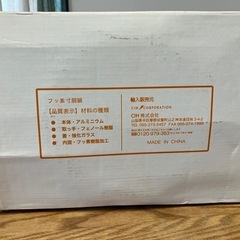 フッ素寸胴鍋
【品質表示】材料の種類
● 本体・アルミニウム
● 取っ手・フェノール樹脂
● 蓋・強化ガラス
● 内面・フッ素樹脂加工
輸入販売元
CIH CORPORATION
CIH 株式会社
MADE IN CHINA